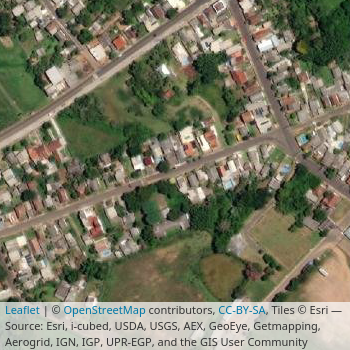 Leaflet | © OpenStreetMap contributors, CC-BY-SA, Tiles © Esri —
Source: Esri, i-cubed, USDA, USGS, AEX, GeoEye, Getmapping,
Aerogrid, IGN, IGP, UPR-EGP, and the GIS User Community